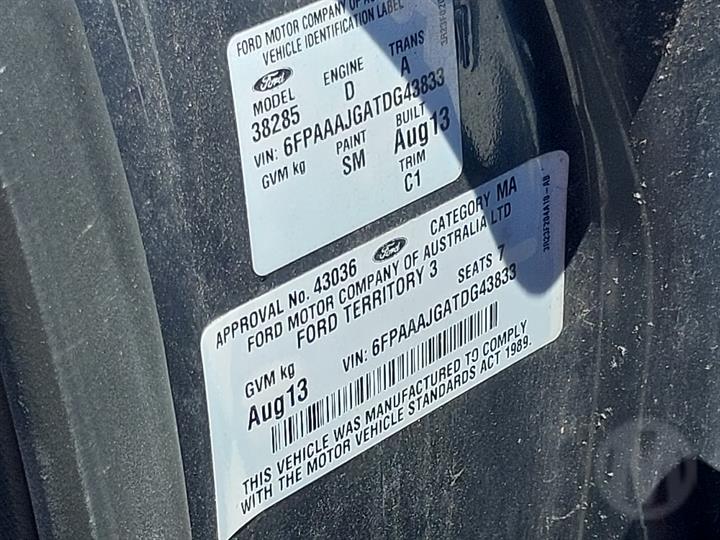 FORD MOTOR COMPANY OF
VEHICLE IDENTIFICATION LABEL
Ford
MODEL ENGINE TRANS
38285 D A
VIN: 6FPAAAJGATDG43833
GVM kg PAINT BUILT
SM Aug13
TRIM
C1
APPROVAL No. 43036 Ford CATEGORY MA
FORD MOTOR COMPANY OF AUSTRALIA LTD
FORD TERRITORY 3 SEATS 7
VIN: 6FPAAAJGATDG43833
GVM kg
Aug13
THIS VEHICLE WAS MANUFACTURED TO COMPLY
WITH THE MOTOR VEHICLE STANDARDS ACT 1989.